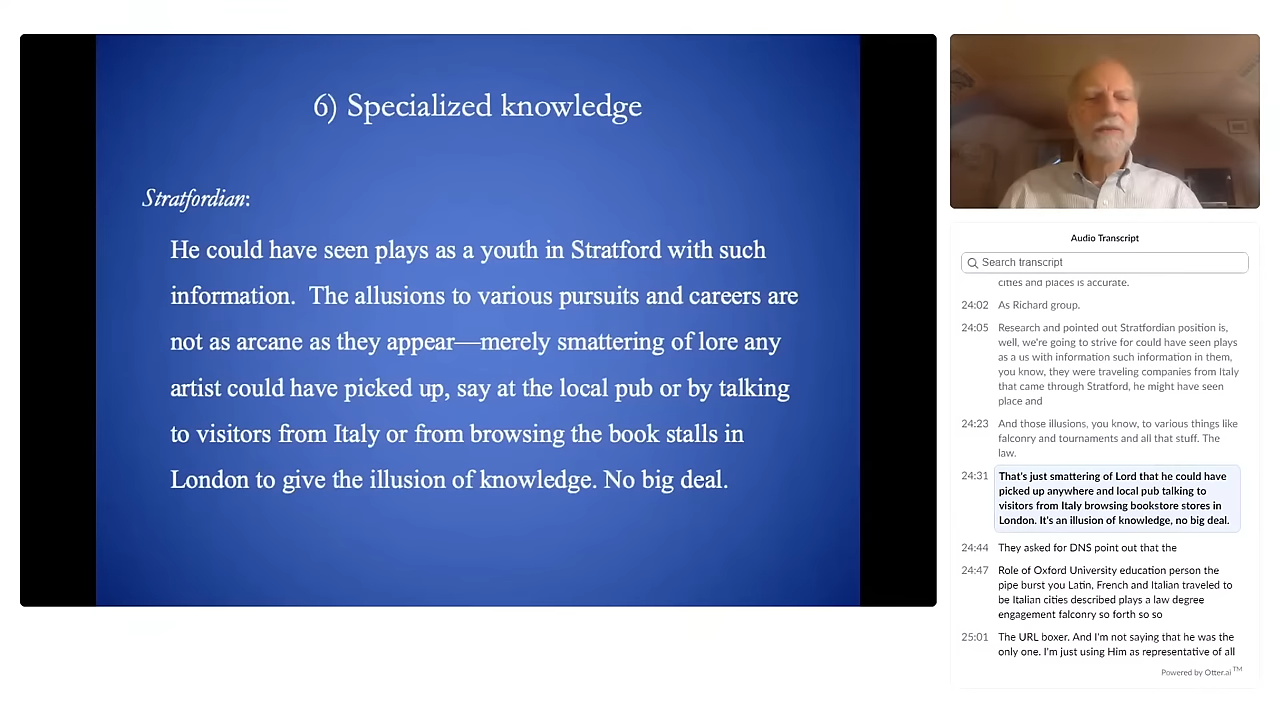 6) Specialized knowledge
Stratfordian:
He could have seen plays as a youth in Stratford with such
information.  The allusions to various pursuits and careers are
not as arcane as they appear—merely smattering of lore any
artist could have picked up, say at the local pub or by talking
to visitors from Italy or from browsing the book stalls in
London to give the illusion of knowledge. No big deal.
Audio Transcript
Search transcript
cities and places is accurate.
24:02 As Richard group.
24:05 Research and pointed out Stratfordian position is,
well, we're going to strive for could have seen plays
as a us with information such information in them,
you know, they were traveling companies from Italy
that came through Stratford, he might have seen
place and
24:23 And those illusions, you know, to various things like
falconry and tournaments and all that stuff. The
law.
24:31 That's just smattering of Lord that he could have
picked up anywhere and local pub talking to
visitors from Italy browsing bookstore stores in
London. It's an illusion of knowledge, no big deal.
24:44 They asked for DNS point out that the
24:47 Role of Oxford University education person the
pipe burst you Latin, French and Italian traveled to
be Italian cities described plays a law degree
engagement falconry so forth so so
25:01 The URL boxer. And I'm not saying that he was the
only one. I'm just using Him as representative of all
Powered by Otter.ai TM